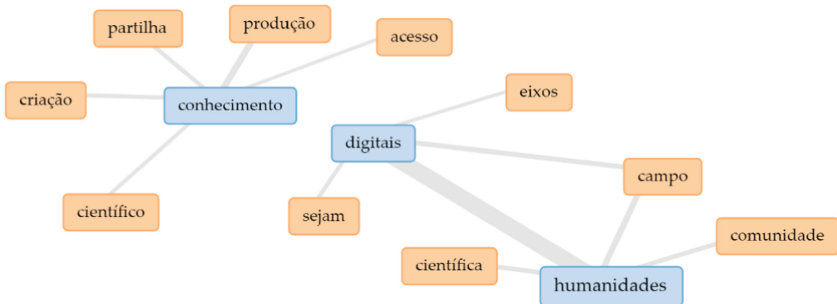 partilha
produção
acesso
criação
conhecimento
eixos
digitais
campo
científico
sejam
comunidade
científica
humanidades